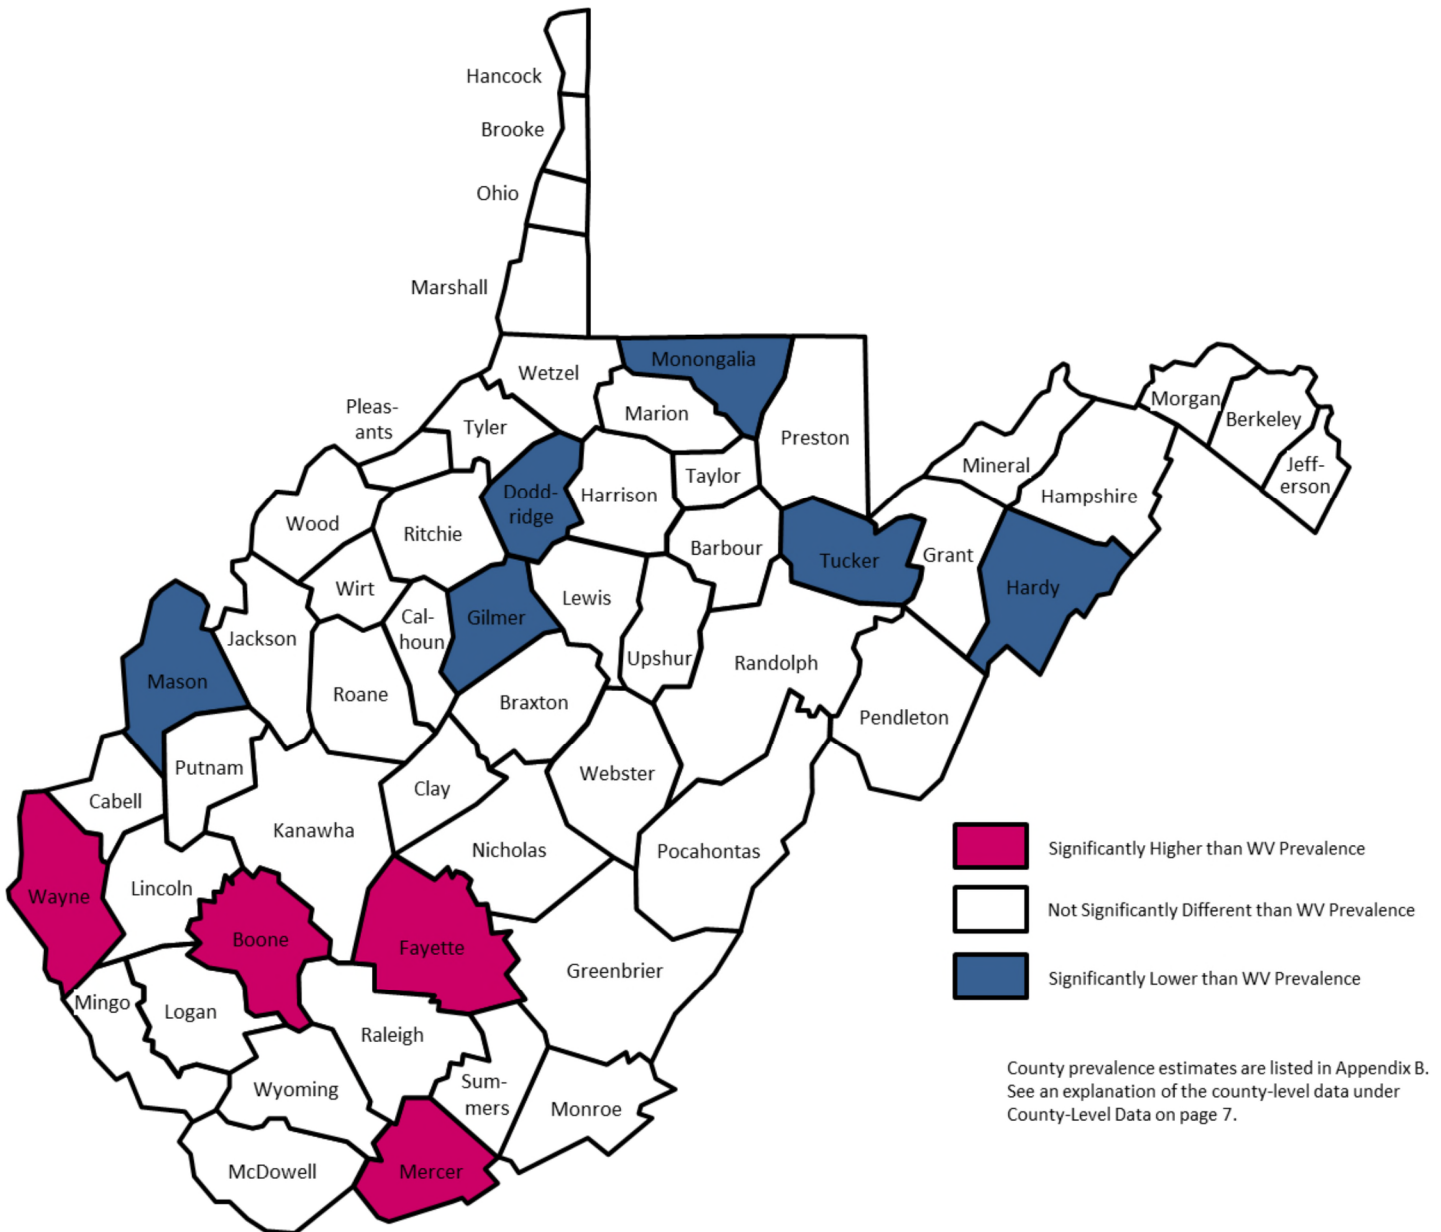 Hancock
Brooke
Ohio
Marshall
Monongalia
Wetzel
Marion
Pleas-
ants
Tyler
Preston
Morgan
Berkeley
Jeff-
erson
Mineral
Hampshire
Taylor
Dodd-
ridge
Harrison
Wood
Ritchie
Barbour
Tucker
Grant
Hardy
Wirt
Cal-
houn
Gilmer
Lewis
Jackson
Upshur
Randolph
Mason
Roane
Braxton
Pendleton
Putnam
Cabell
Clay
Webster
Kanawha
Nicholas
Pocahontas
Wayne
Lincoln
Boone
Fayette
Greenbrier
Mingo
Logan
Raleigh
Wyoming
Sum-
mers
Monroe
McDowell
Mercer
Significantly Higher than WV Prevalence
Not Significantly Different than WV Prevalence
Significantly Lower than WV Prevalence
County prevalence estimates are listed in Appendix B.
See an explanation of the county-level data under
County-Level Data on page 7.